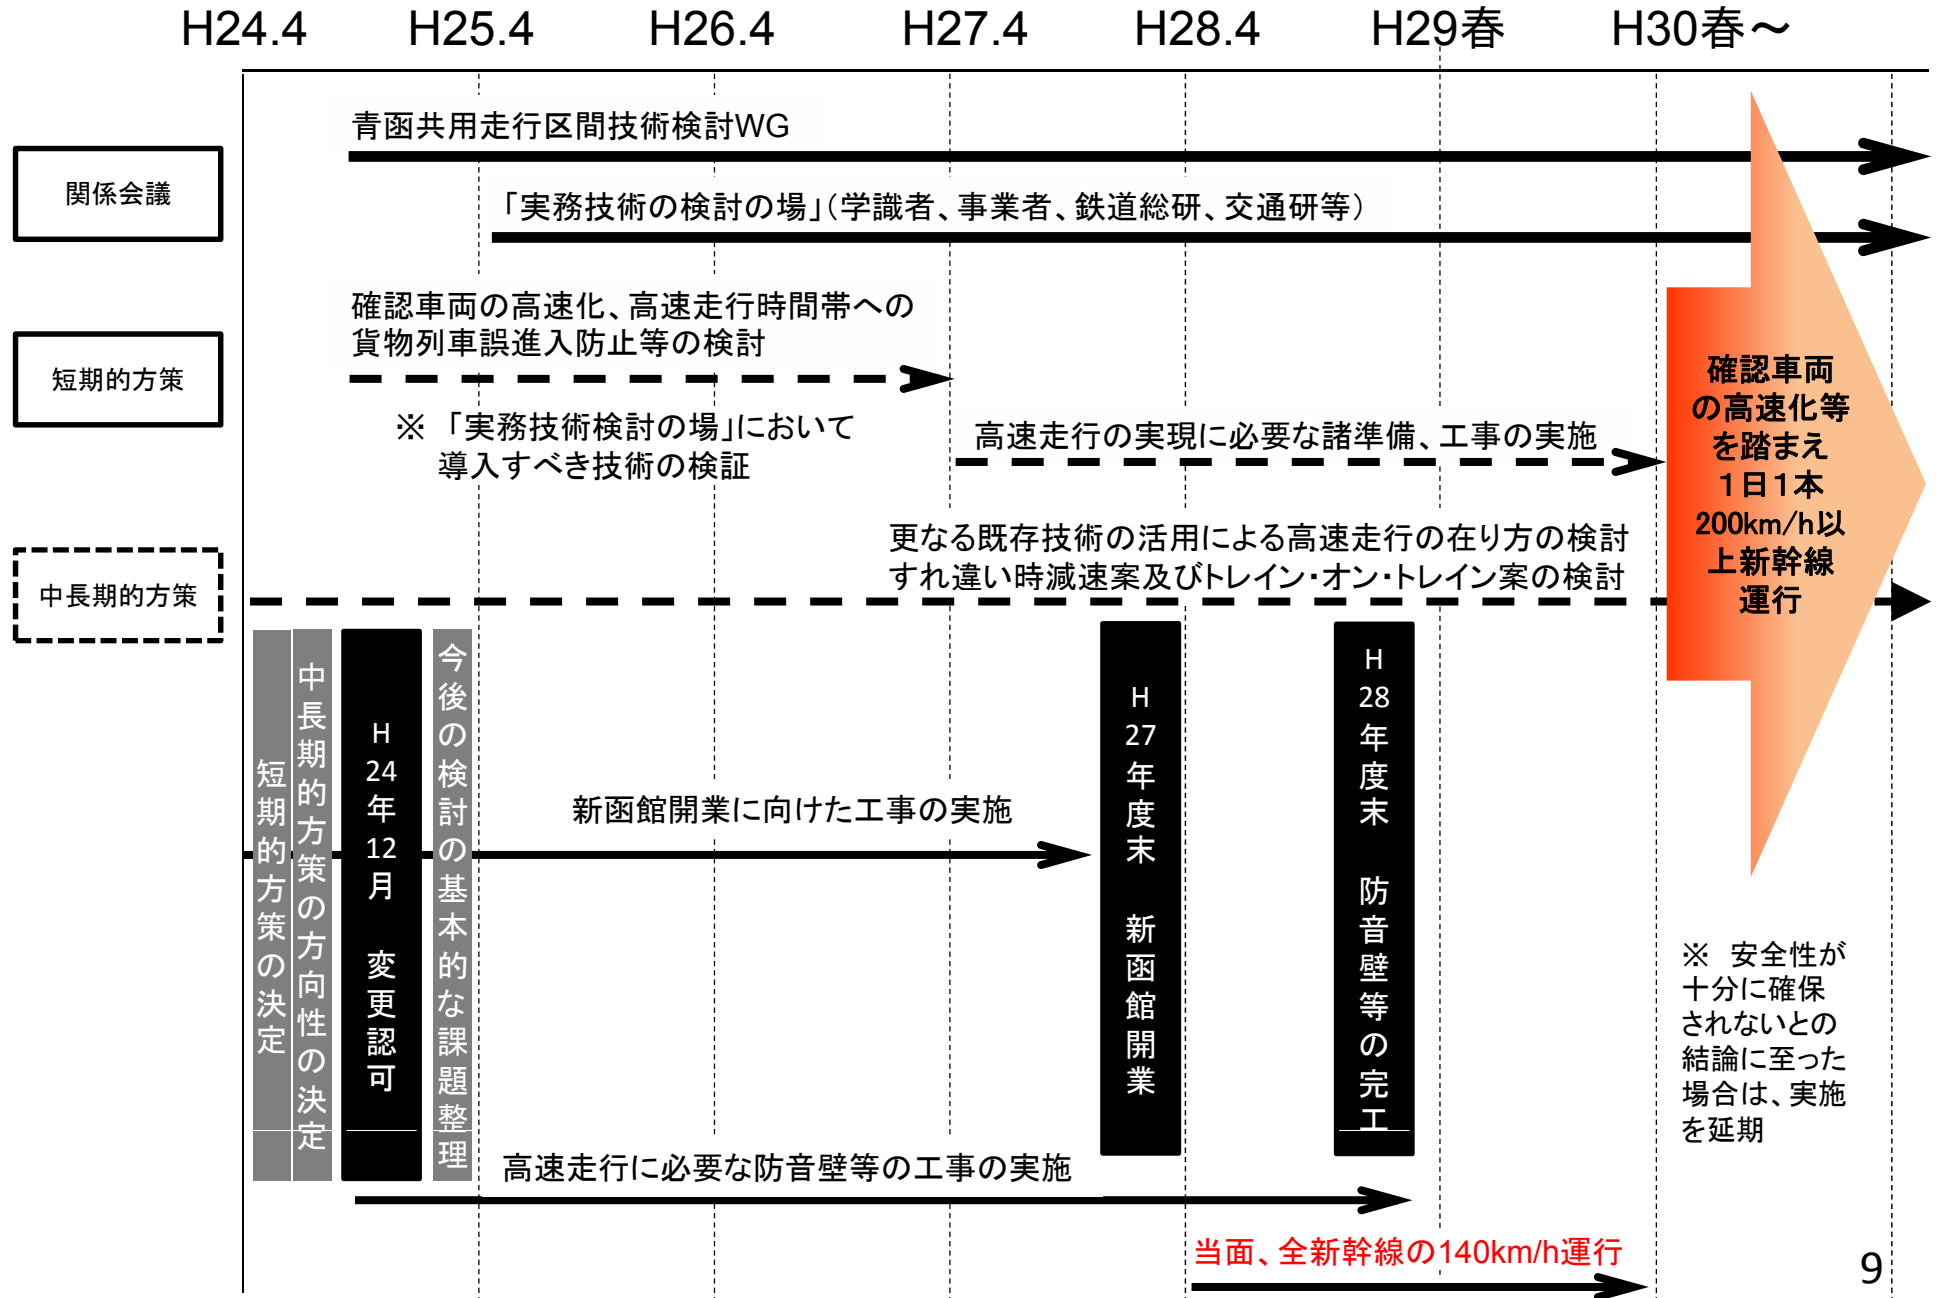 H24.4 H25.4 H26.4 H27.4 H28.4 H29春 H30春～
関係会議
青函共用走行区間技術検討WG
「実務技術の検討の場」（学識者、事業者、鉄道総研、交通研等）
短期的方策
確認車両の高速化、高速走行時間帯への
貨物列車誤進入防止等の検討
※ 「実務技術検討の場」において
導入すべき技術の検証
高速走行の実現に必要な諸準備、工事の実施
中長期的方策
更なる既存技術の活用による高速走行の在り方の検討
すれ違い時減速案及びトレイン・オン・トレイン案の検討
確認車両
の高速化等
を踏まえ
１日１本
200km/h以
上新幹線
運行
短期的方策の決定
中長期的方策の方向性の決定
H24年12月 変更認可
今後の検討の基本的な課題整理
新函館開業に向けた工事の実施
H27年度末 新函館開業
H28年度末 防音壁等の完工
※ 安全性が
十分に確保
されないとの
結論に至った
場合は、実施
を延期
高速走行に必要な防音壁等の工事の実施
当面、全新幹線の140km/h運行
9